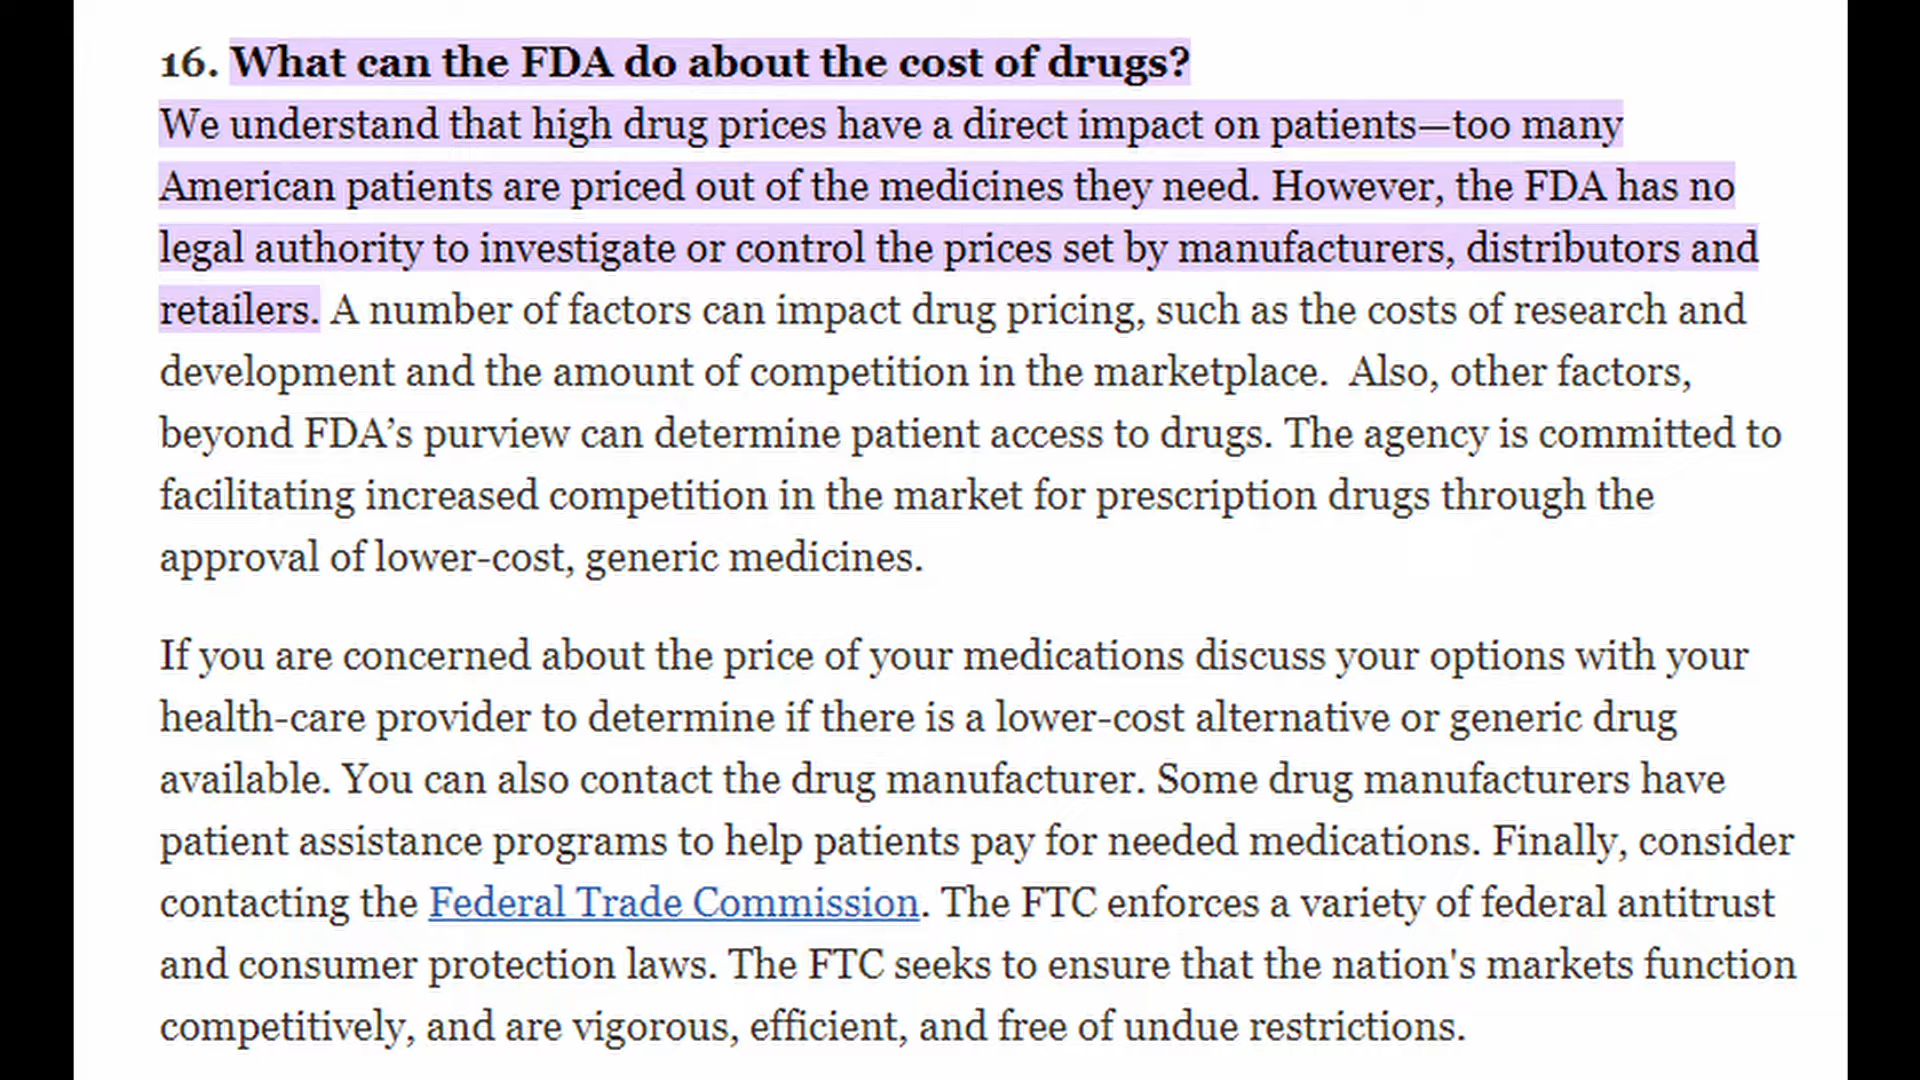 16. What can the FDA do about the cost of drugs?
We understand that high drug prices have a direct impact on patients—too many
American patients are priced out of the medicines they need. However, the FDA has no
legal authority to investigate or control the prices set by manufacturers, distributors and
retailers. A number of factors can impact drug pricing, such as the costs of research and
development and the amount of competition in the marketplace.  Also, other factors,
beyond FDA’s purview can determine patient access to drugs. The agency is committed to
facilitating increased competition in the market for prescription drugs through the
approval of lower-cost, generic medicines.
If you are concerned about the price of your medications discuss your options with your
health-care provider to determine if there is a lower-cost alternative or generic drug
available. You can also contact the drug manufacturer. Some drug manufacturers have
patient assistance programs to help patients pay for needed medications. Finally, consider
contacting the Federal Trade Commission. The FTC enforces a variety of federal antitrust
and consumer protection laws. The FTC seeks to ensure that the nation's markets function
competitively, and are vigorous, efficient, and free of undue restrictions.